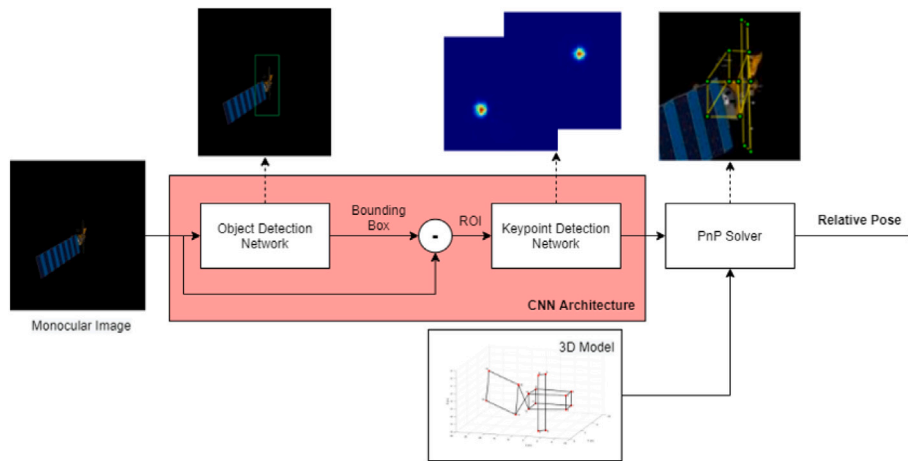 Monocular Image
Object Detection
Network
Bounding
Box
-
ROI
Keypoint Detection
Network
CNN Architecture
PnP Solver
Relative Pose
3D Model